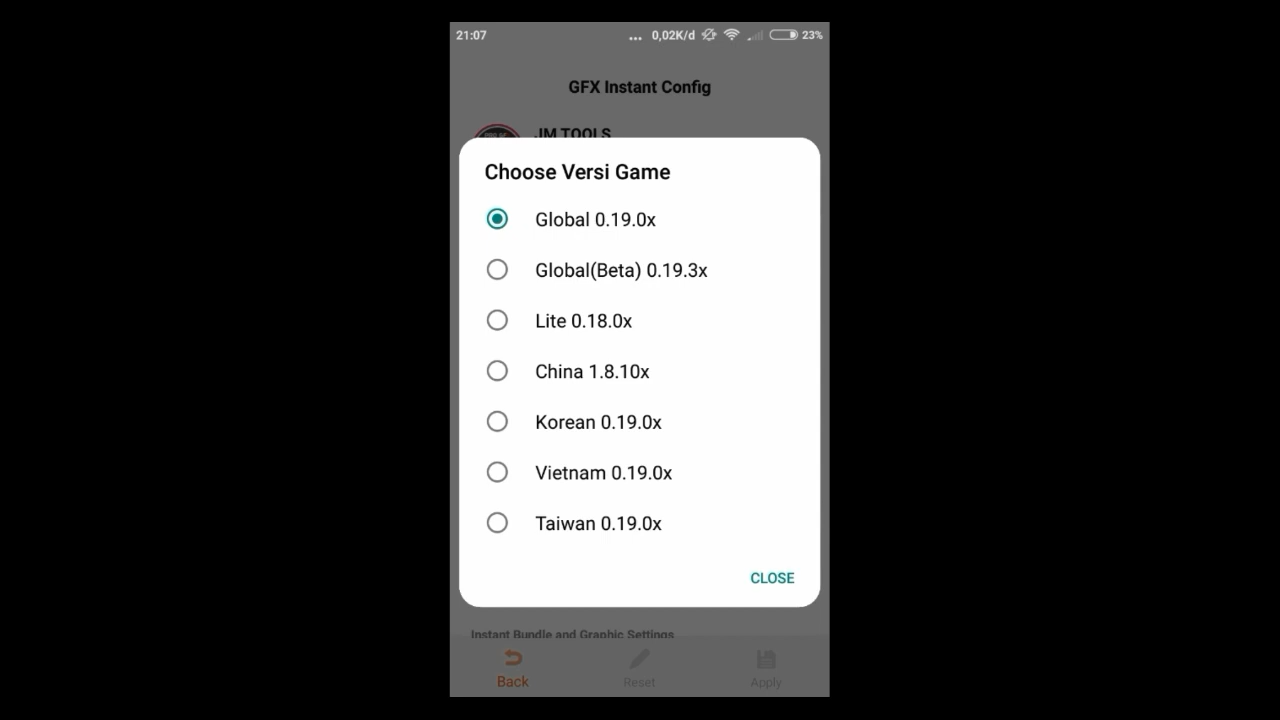 21:07
... 0,02K/d 23%
GFX Instant Config
JM TOOLS
Choose Versi Game
Global 0.19.0x
Global(Beta) 0.19.3x
Lite 0.18.0x
China 1.8.10x
Korean 0.19.0x
Vietnam 0.19.0x
Taiwan 0.19.0x
CLOSE
Instant Bundle and Graphic Settings
Back Reset Apply